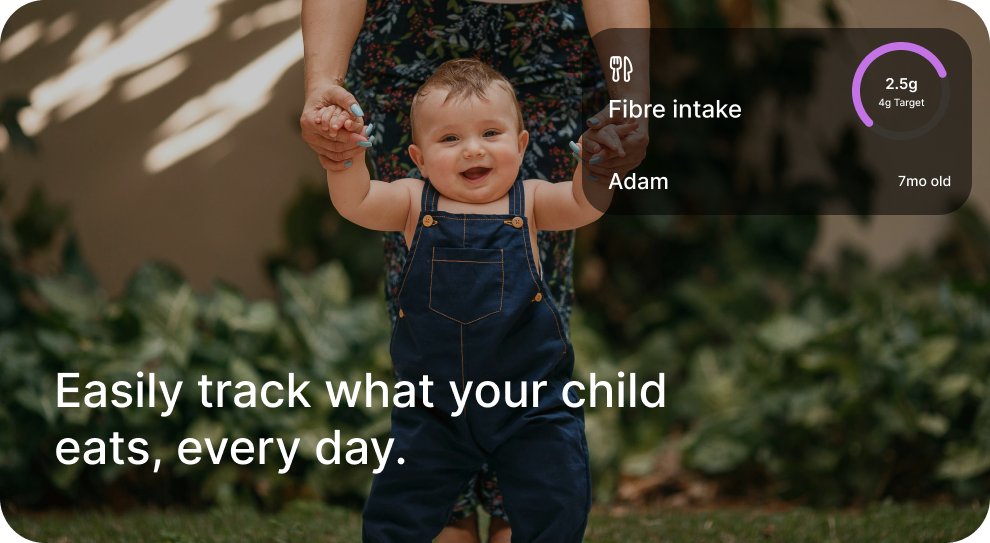 2.5g
4g Target
Fibre intake
Adam
7mo old
Easily track what your child
eats, every day.